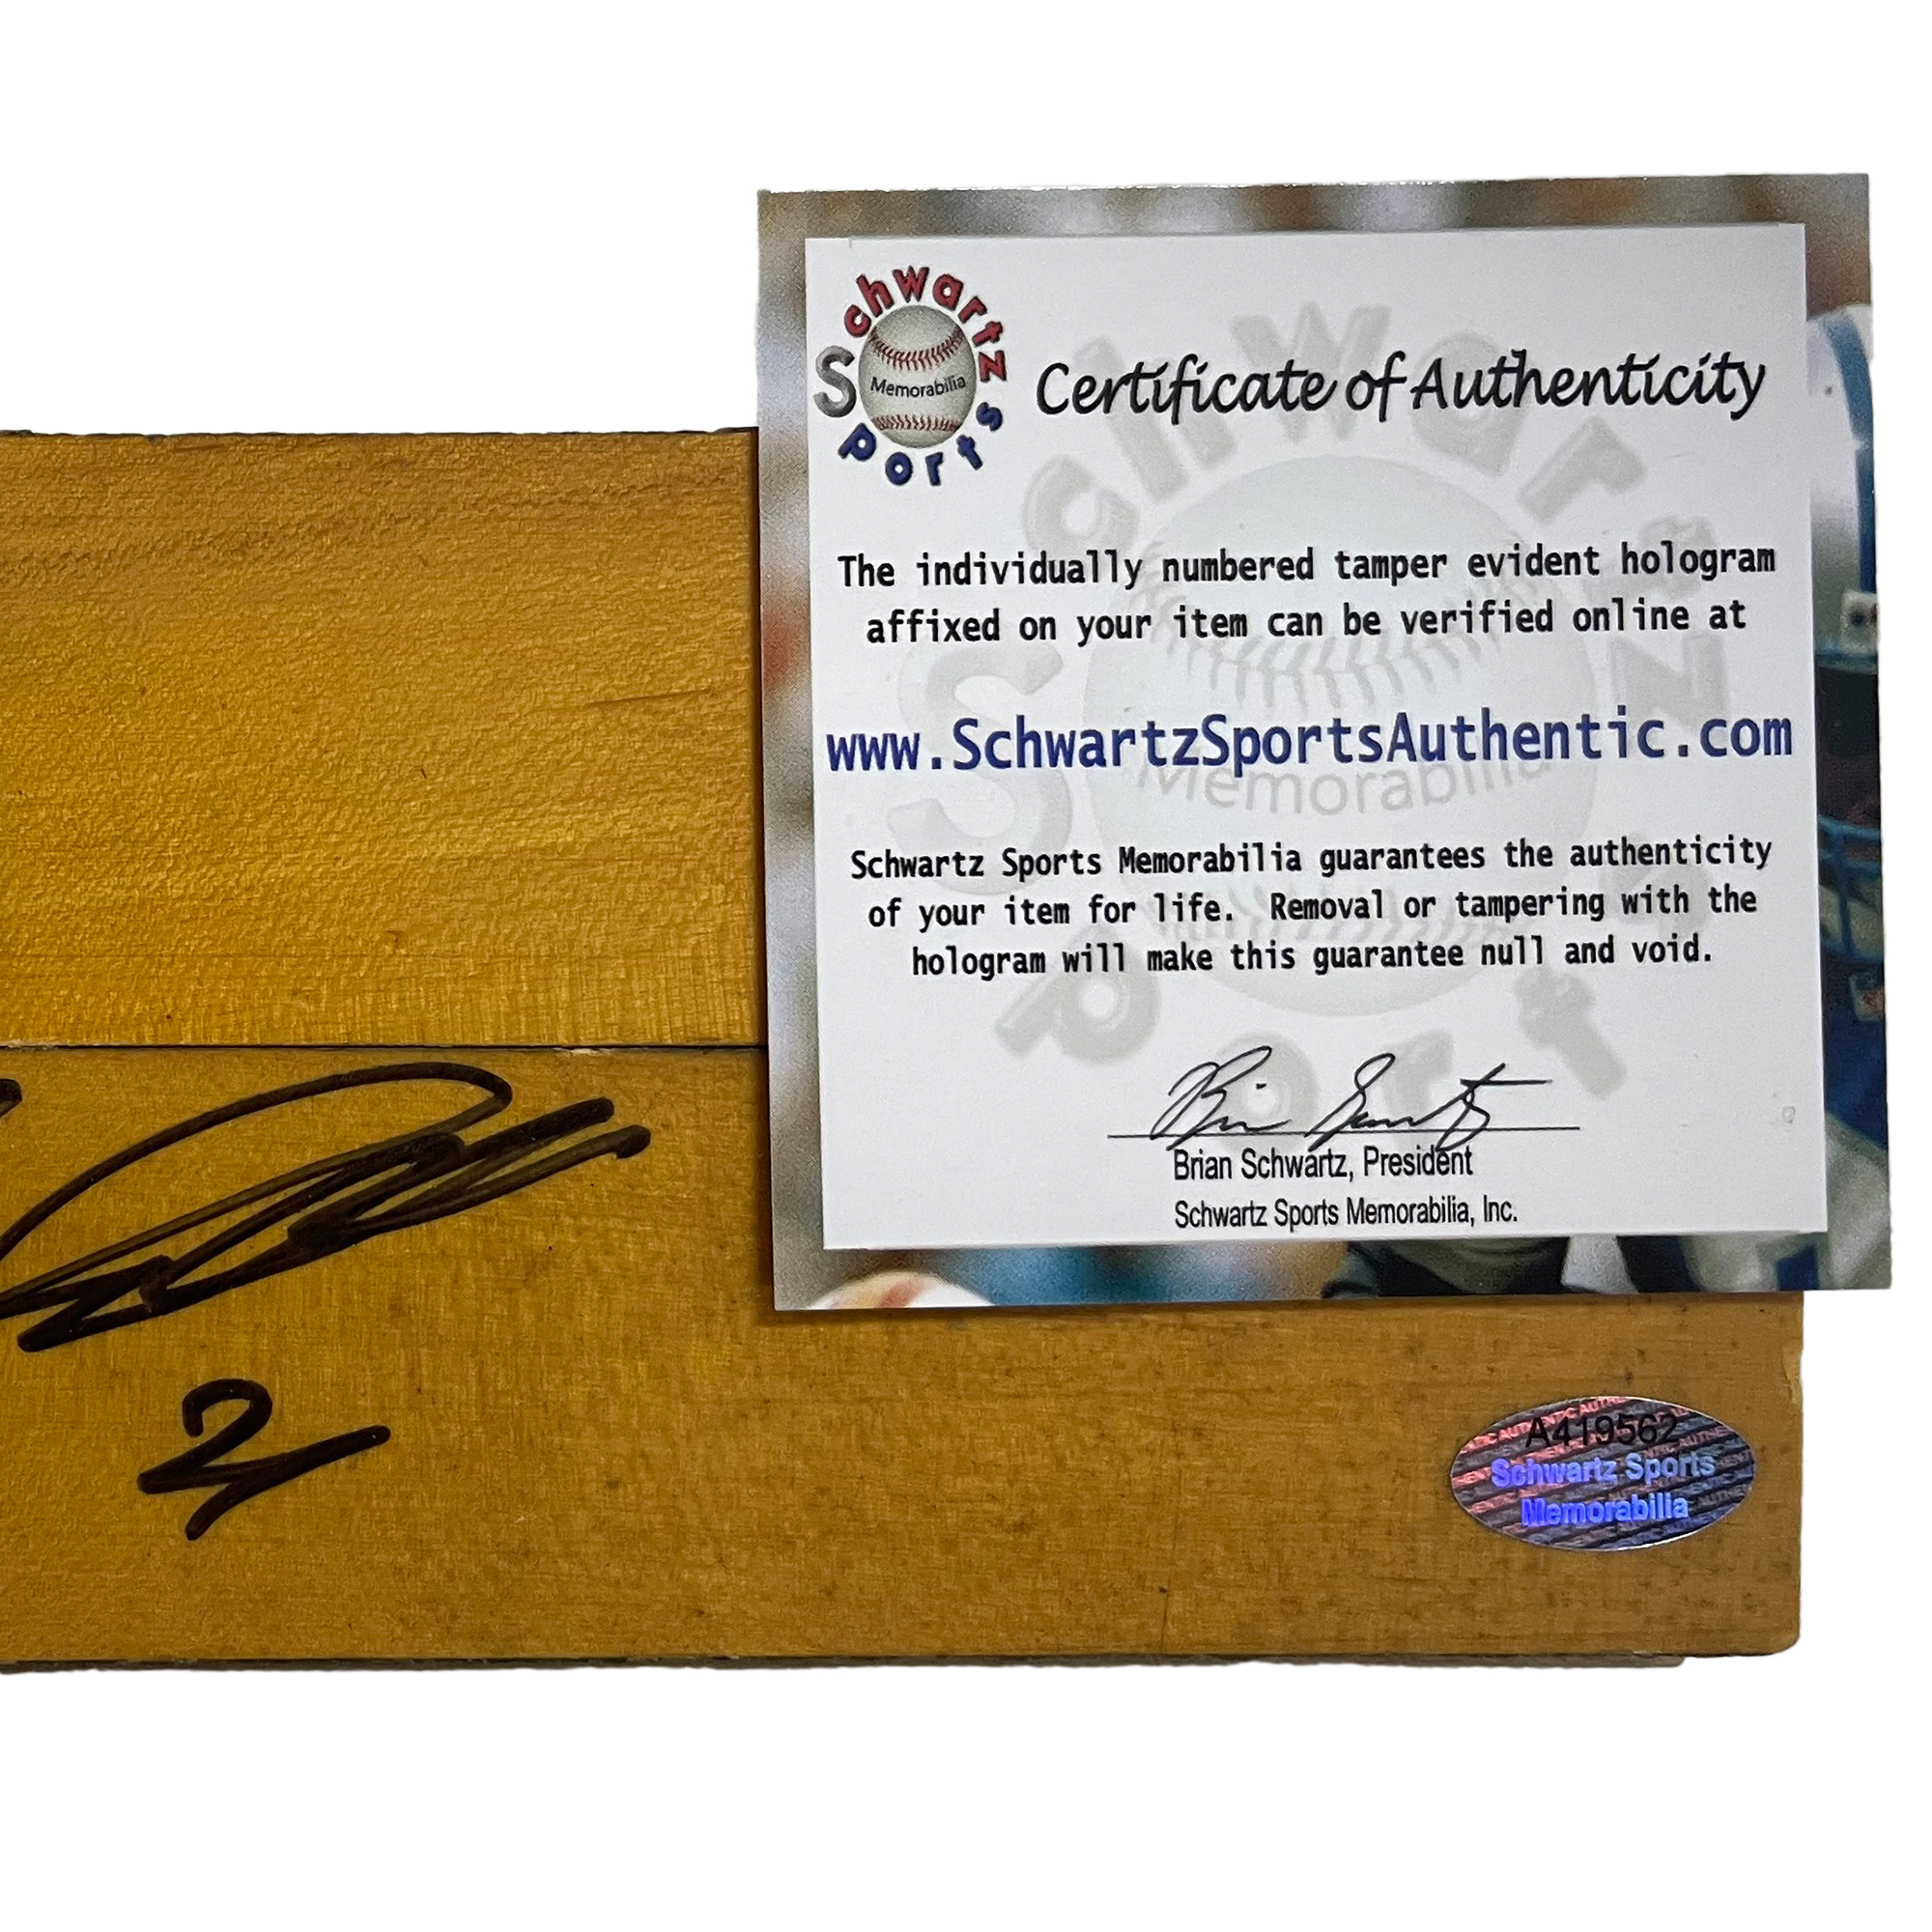 Schwartz
Sports
Memorabilia
Certificate of Authenticity
The individually numbered tamper evident hologram
affixed on your item can be verified online at
www.SchwartzSportsAuthentic.com
Schwartz Sports Memorabilia guarantees the authenticity
of your item for life. Removal or tampering with the
hologram will make this guarantee null and void.
Brian Schwartz
Brian Schwartz, President
Schwartz Sports Memorabilia, Inc.
2
A419562
Schwartz Sports
Memorabilia